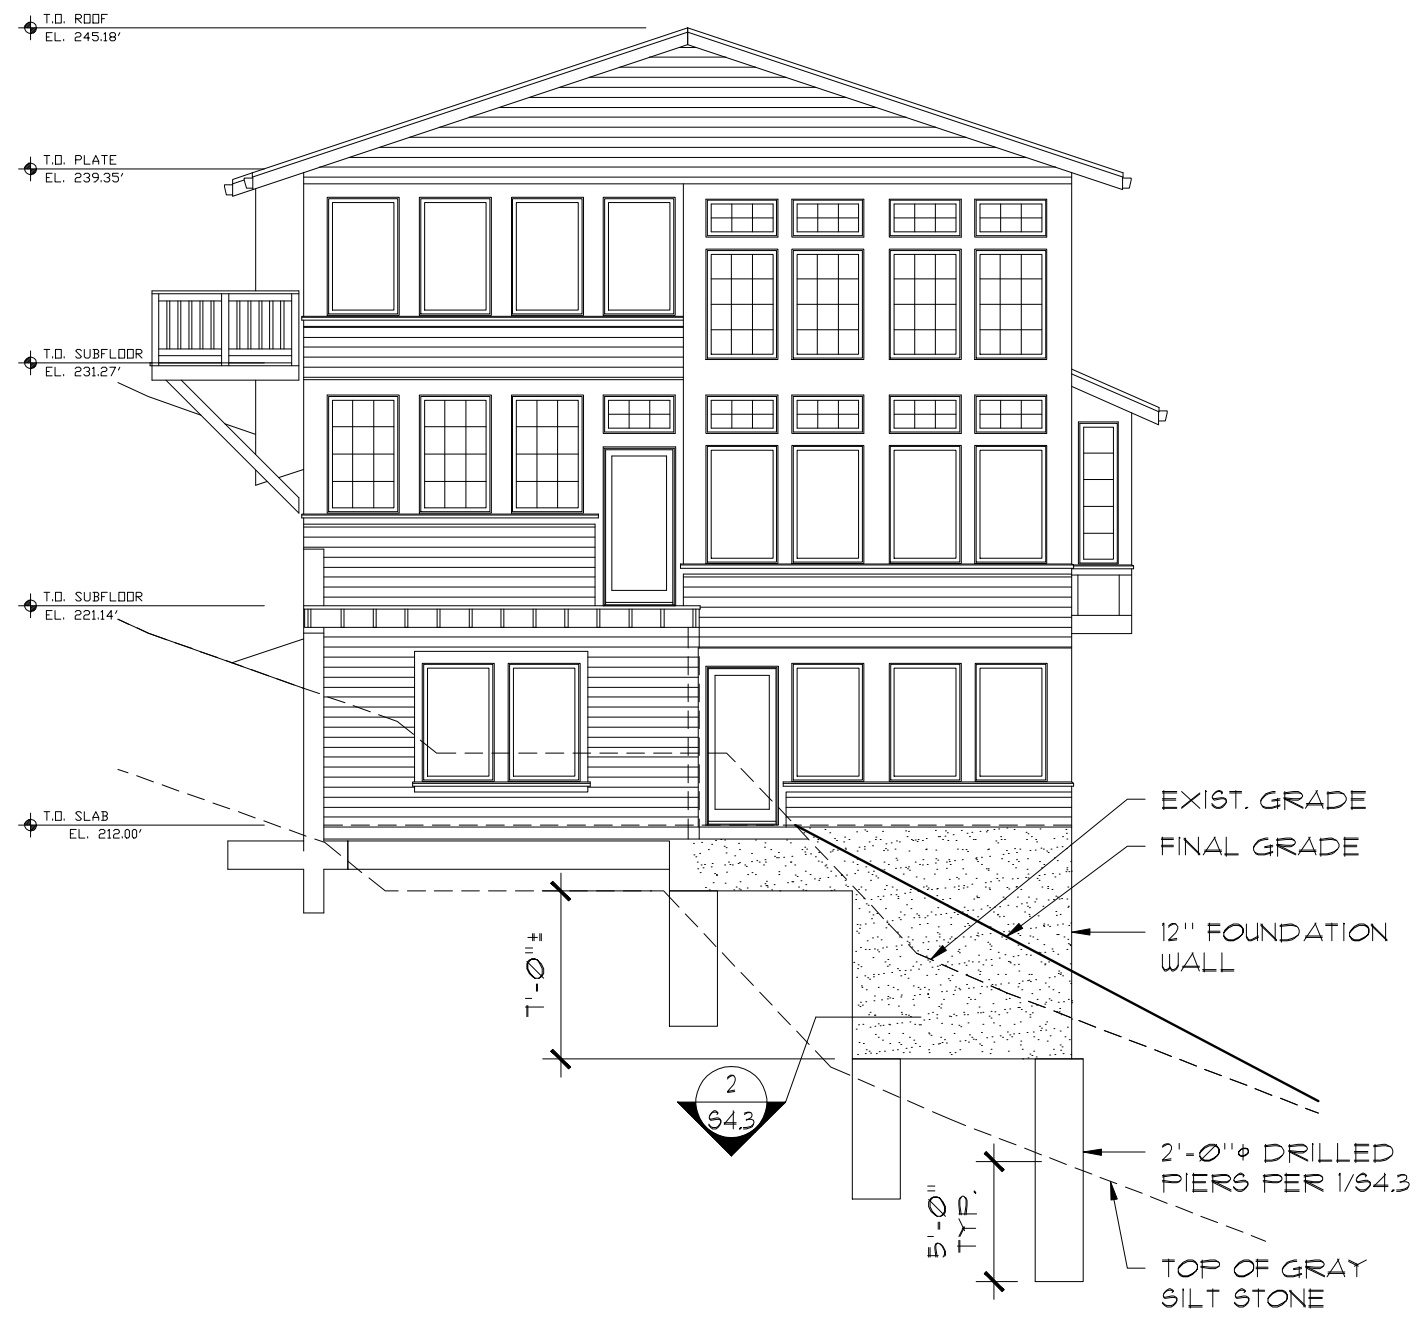 T.O. ROOF
EL. 245.18'
T.O. PLATE
EL. 239.35'
T.O. SUBFLOOR
EL. 231.27'
T.O. SUBFLOOR
EL. 221.14'
T.O. SLAB
EL. 212.00'
EXIST. GRADE
FINAL GRADE
12" FOUNDATION
WALL
7'-0"±
2
S4.3
2'-0"ɸ DRILLED
PIERS PER 1/S4.3
5'-0"
TYP.
TOP OF GRAY
SILT STONE